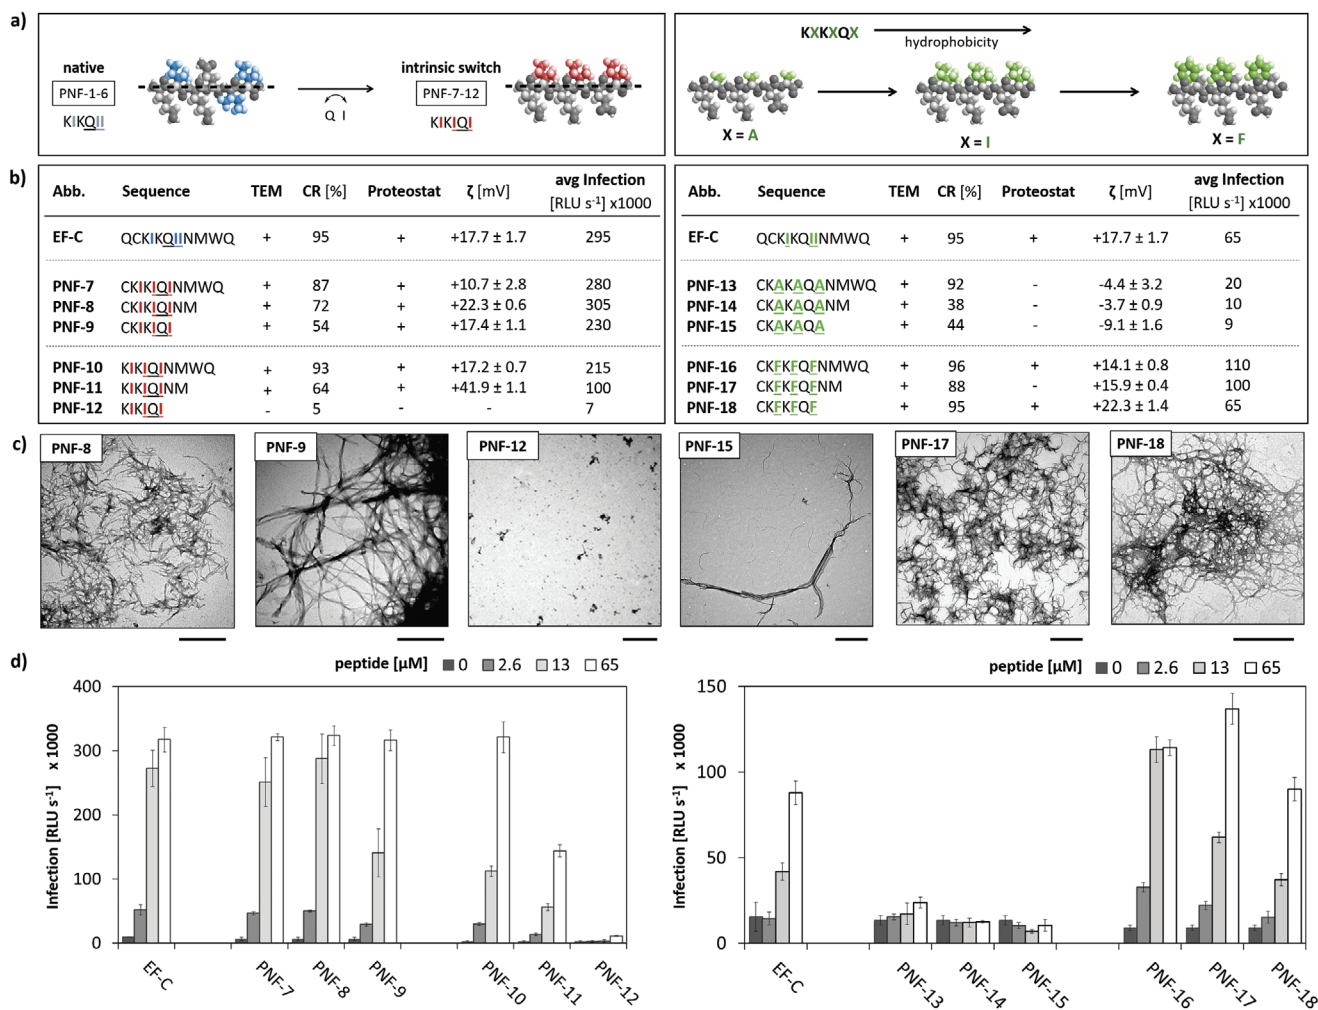 a)
native
PNF-1-6
KIKQII
Q I
intrinsic switch
PNF-7-12
KIKIQI
KXKXQX
hydrophobicity
X = A
X = I
X = F
b)
Abb. Sequence TEM CR [%] Proteostat ζ [mV] avg Infection [RLU s⁻¹] x1000
EF-C QCKIKQIINMWQ + 95 + +17.7 ± 1.7 295
PNF-7 CKIKIQINMWQ + 87 + +10.7 ± 2.8 280
PNF-8 CKIKIQINM + 72 + +22.3 ± 0.6 305
PNF-9 CKIKIQI + 54 + +17.4 ± 1.1 230
PNF-10 KIKIQINMWQ + 93 + +17.2 ± 0.7 215
PNF-11 KIKIQINM + 64 + +41.9 ± 1.1 100
PNF-12 KIKIQI - 5 - - 7
Abb. Sequence TEM CR [%] Proteostat ζ [mV] avg Infection [RLU s⁻¹] x1000
EF-C QCKIKQIINMWQ + 95 + +17.7 ± 1.7 65
PNF-13 CKAKAQANMWQ + 92 - -4.4 ± 3.2 20
PNF-14 CKAKAQANM + 38 - -3.7 ± 0.9 10
PNF-15 CKAKAQA + 44 - -9.1 ± 1.6 9
PNF-16 CKFKFQFNMWQ + 96 + +14.1 ± 0.8 110
PNF-17 CKFKFQFNM + 88 - +15.9 ± 0.4 100
PNF-18 CKFKFQF + 95 + +22.3 ± 1.4 65
c)
PNF-8
PNF-9
PNF-12
PNF-15
PNF-17
PNF-18
d)
peptide [µM] 0 2.6 13 65
Infection [RLU s⁻¹] x 1000
400
300
200
100
0
EF-C
PNF-7
PNF-8
PNF-9
PNF-10
PNF-11
PNF-12
peptide [µM] 0 2.6 13 65
Infection [RLU s⁻¹] x 1000
150
100
50
0
EF-C
PNF-13
PNF-14
PNF-15
PNF-16
PNF-17
PNF-18